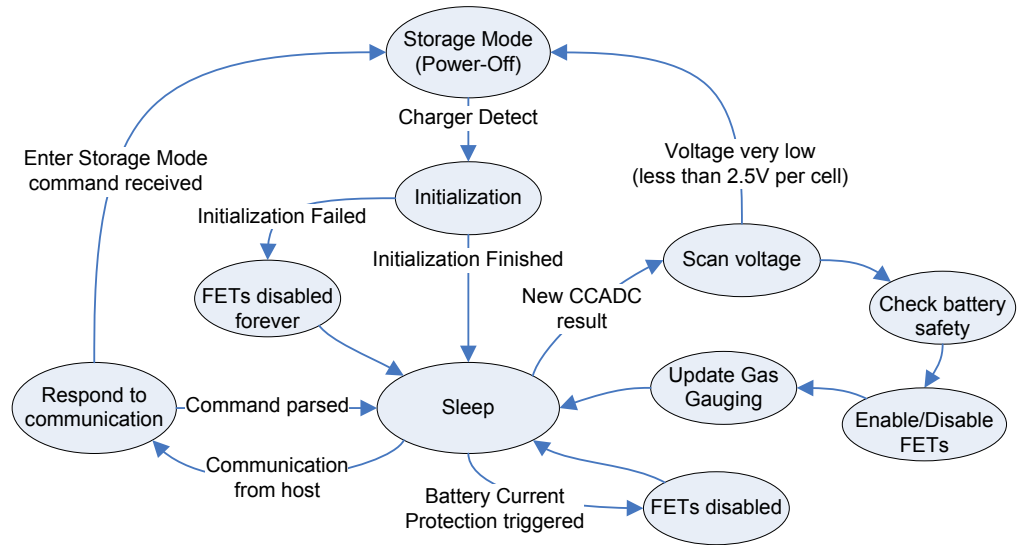 Storage Mode
(Power-Off)
Charger Detect
Enter Storage Mode
command received
Voltage very low
(less than 2.5V per cell)
Initialization
Initialization Failed
Initialization Finished
Scan voltage
FETs disabled
forever
New CCADC
result
Check battery
safety
Respond to
communication
Command parsed
Sleep
Update Gas
Gauging
Enable/Disable
FETs
Communication
from host
Battery Current
Protection triggered
FETs disabled